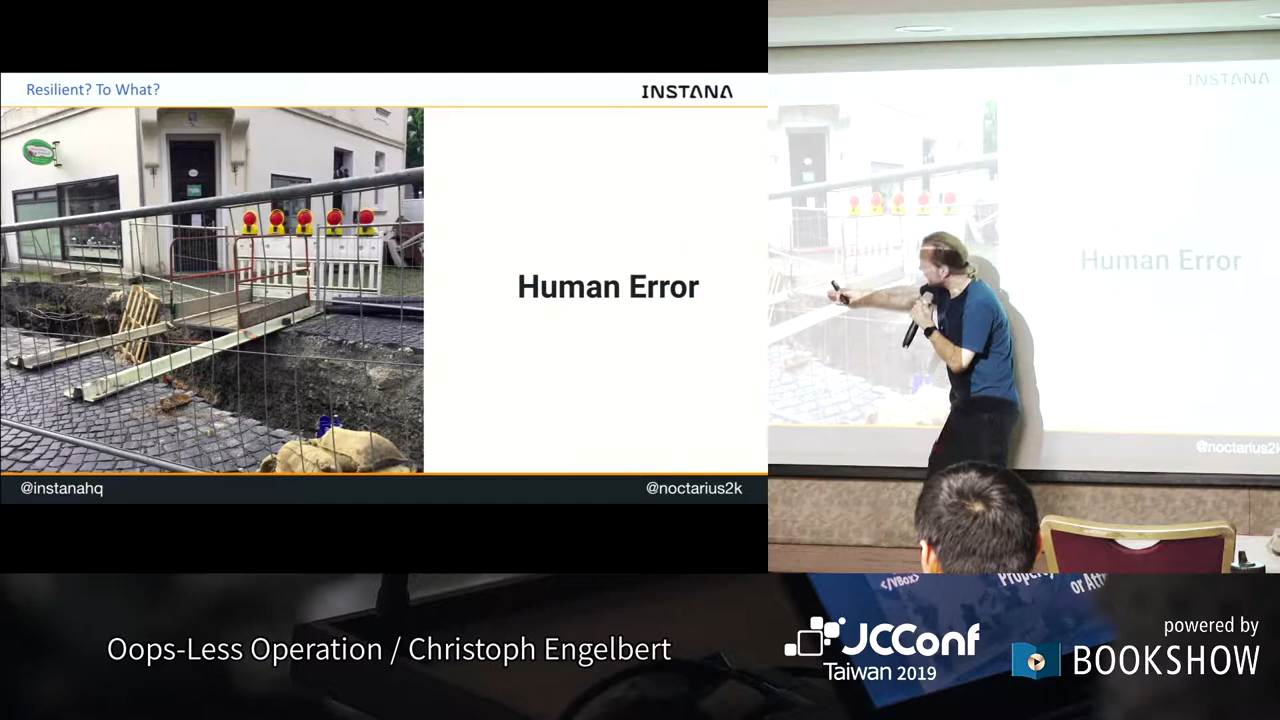 Resilient? To What?
INSTANA
Human Error
@instanahq
@noctarius2k
INSTANA
Human Error
@noctarius2k
</VBox>
Oops-Less Operation / Christoph Engelbert
JCConf
Taiwan 2019
powered by
BOOKSHOW